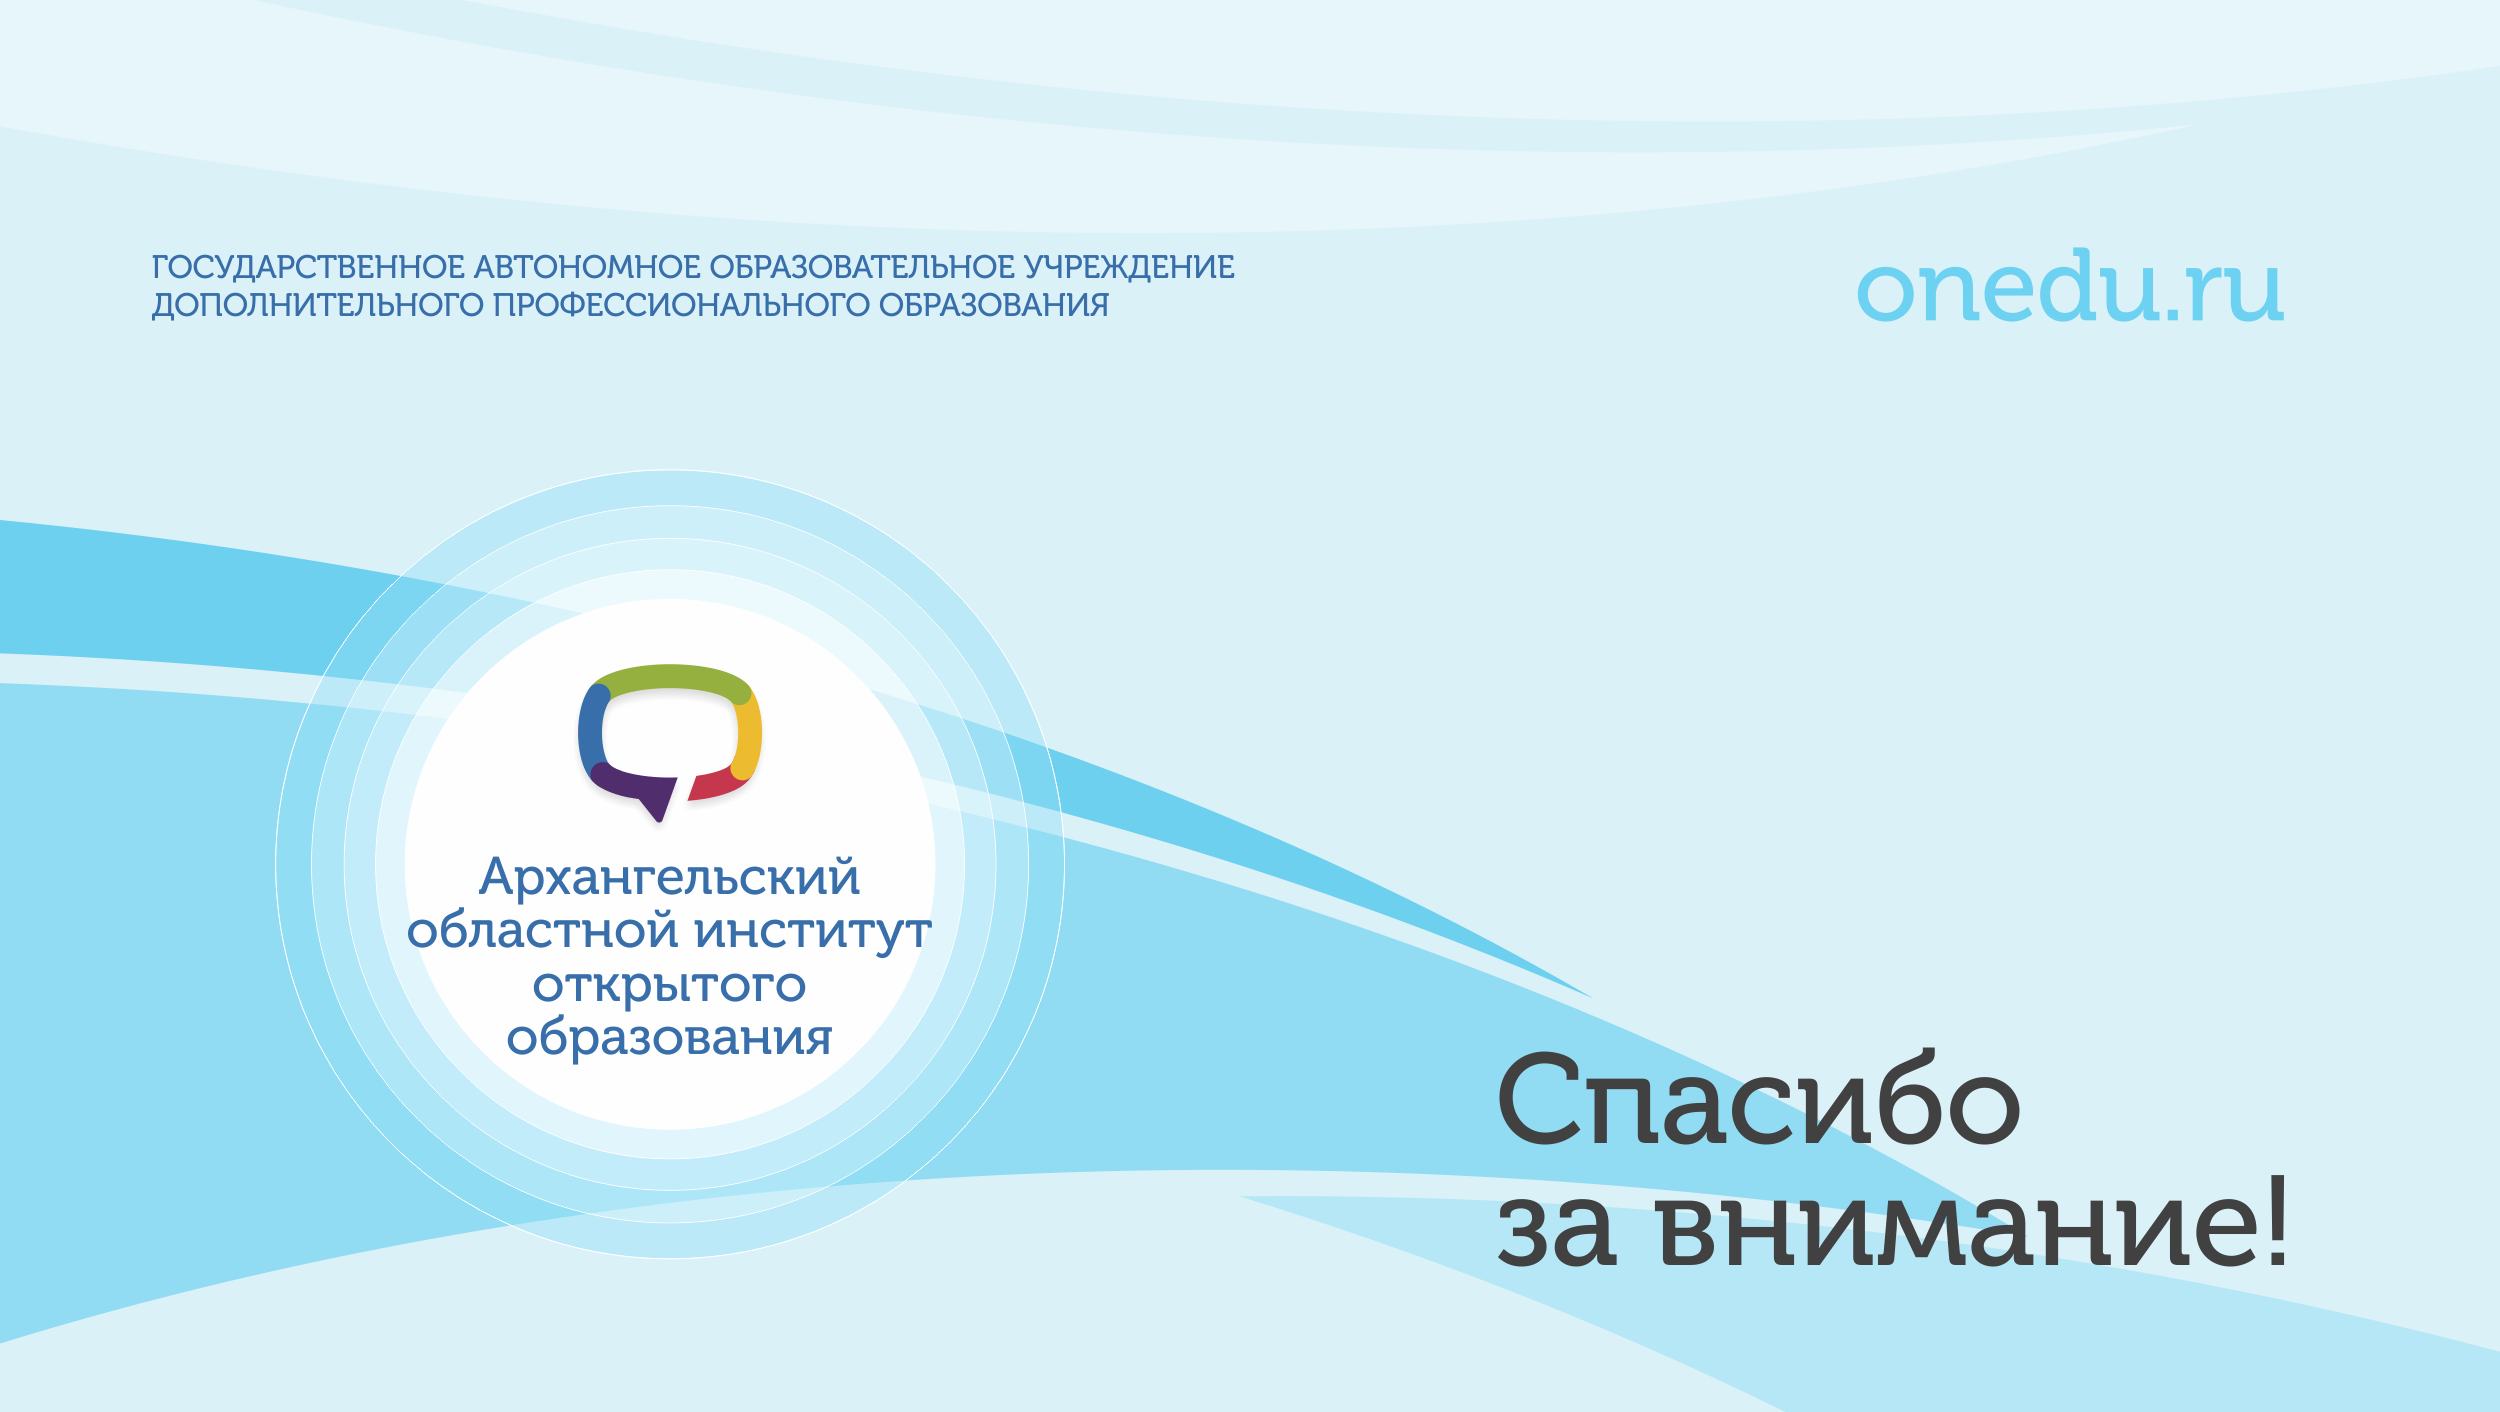 ГОСУДАРСТВЕННОЕ АВТОНОМНОЕ ОБРАЗОВАТЕЛЬНОЕ УЧРЕЖДЕНИЕ
ДОПОЛНИТЕЛЬНОГО ПРОФЕССИОНАЛЬНОГО ОБРАЗОВАНИЯ
onedu.ru
Архангельский
областной институт
открытого
образования
Спасибо
за внимание!